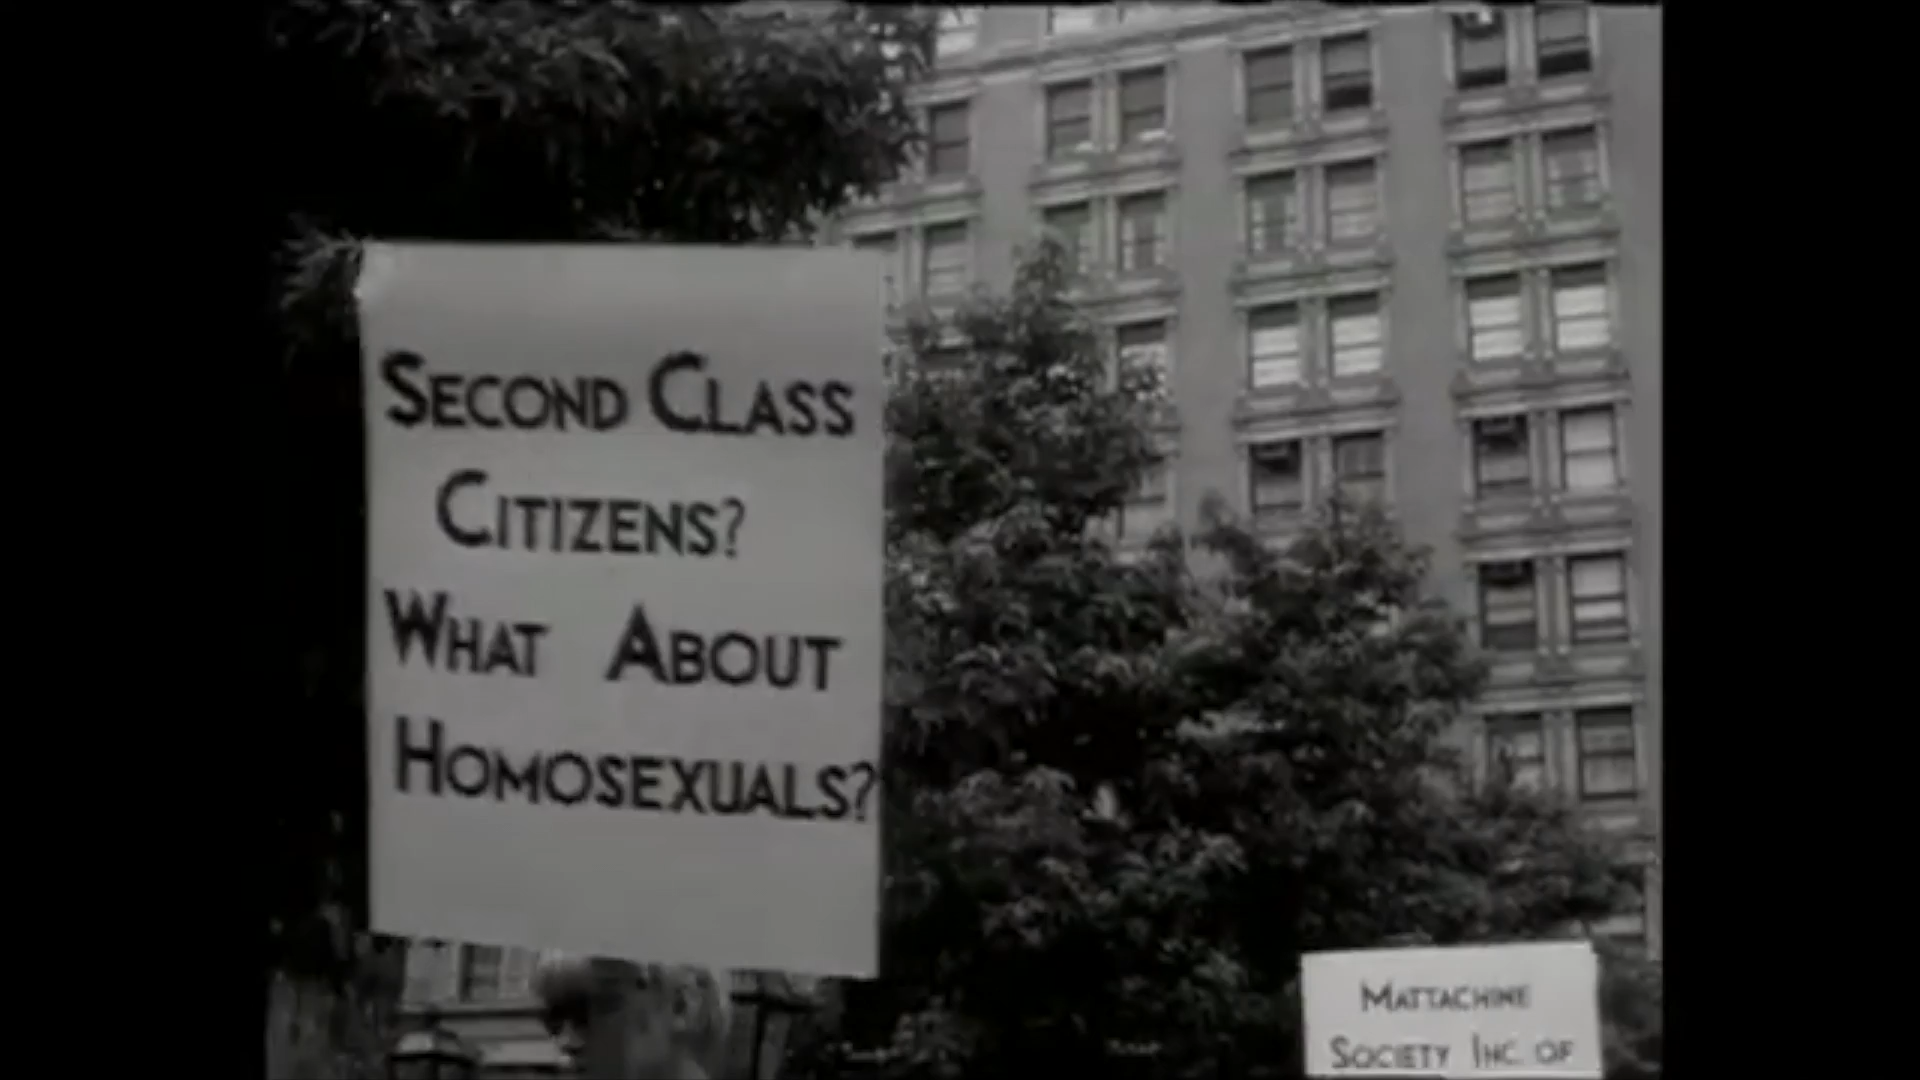 SECOND CLASS
CITIZENS?
WHAT ABOUT
HOMOSEXUALS?
MATTACHINE
SOCIETY INC. OF